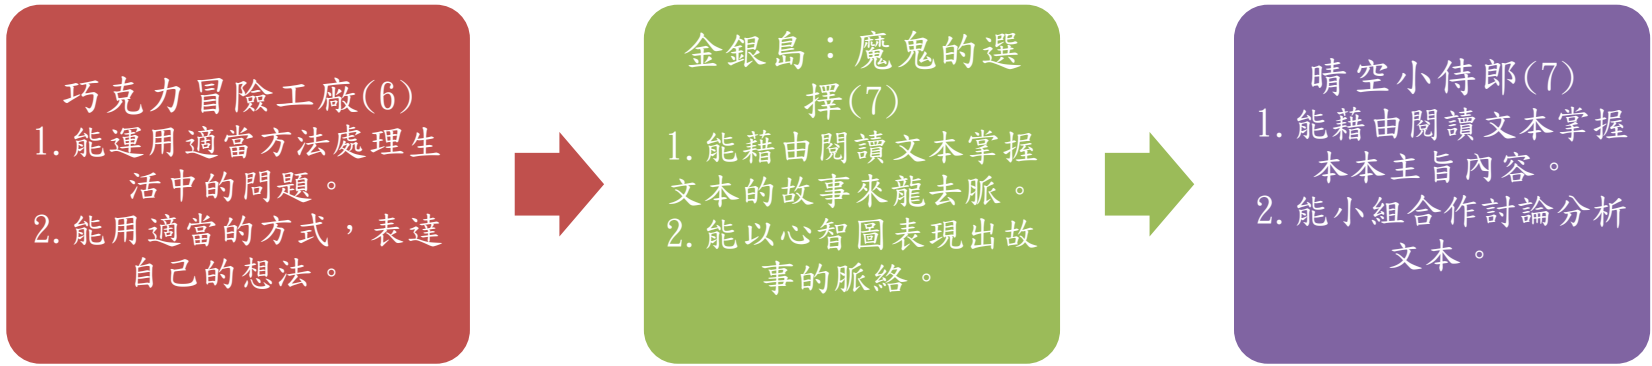 巧克力冒險工廠(6)
1.能運用適當方法處理生
活中的問題。
2.能用適當的方式，表達
自己的想法。
金銀島：魔鬼的選
擇(7)
1.能藉由閱讀文本掌握
文本的故事來龍去脈。
2.能以心智圖表現出故
事的脈絡。
晴空小侍郎(7)
1.能藉由閱讀文本掌握
本本主旨內容。
2.能小組合作討論分析
文本。